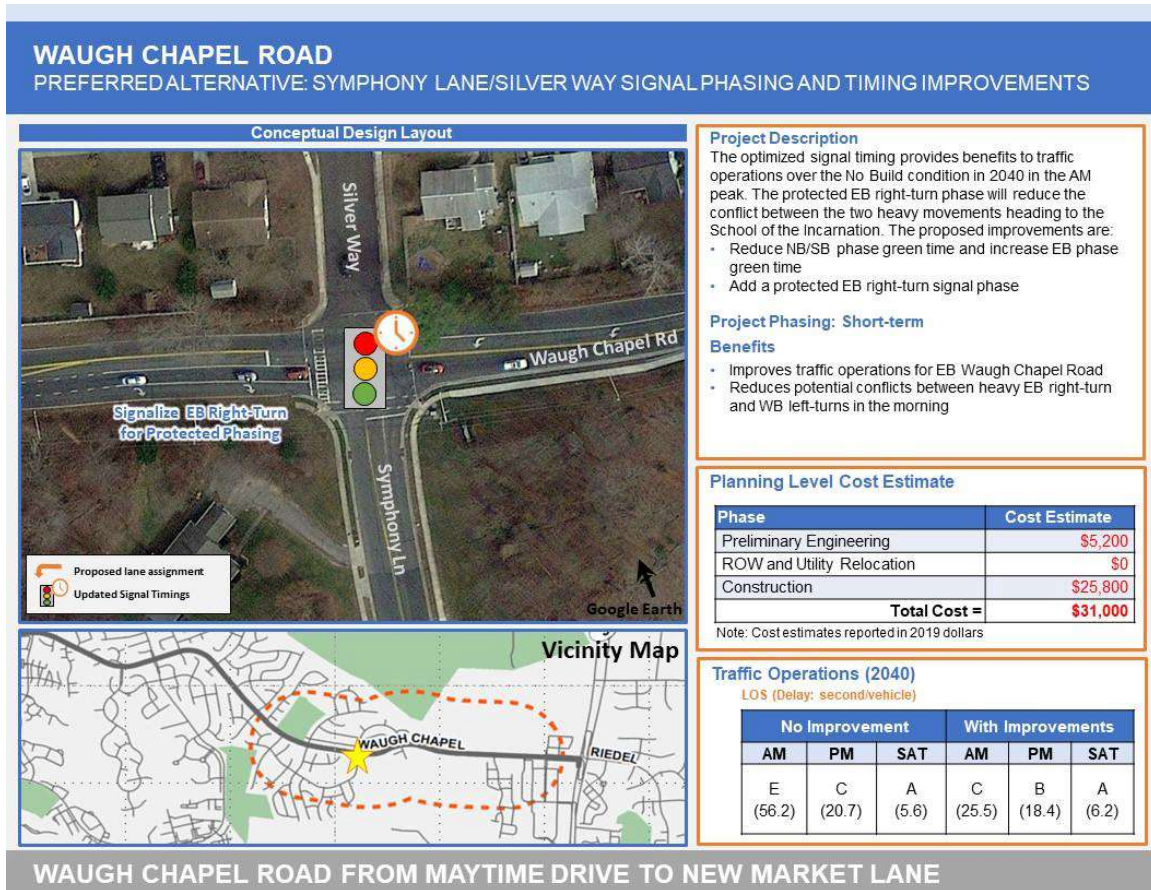 WAUGH CHAPEL ROAD
PREFERRED ALTERNATIVE: SYMPHONY LANE/SILVER WAY SIGNAL PHASING AND TIMING IMPROVEMENTS
Conceptual Design Layout
Silver Way
Waugh Chapel Rd
Signalize EB Right-Turn
for Protected Phasing
Symphony Ln
Proposed lane assignment
Updated Signal Timings
Google Earth
Vicinity Map
WAUGH CHAPEL
RIEDEL
Project Description
The optimized signal timing provides benefits to traffic
operations over the No Build condition in 2040 in the AM
peak. The protected EB right-turn phase will reduce the
conflict between the two heavy movements heading to the
School of the Incarnation. The proposed improvements are:
• Reduce NB/SB phase green time and increase EB phase
green time
• Add a protected EB right-turn signal phase
Project Phasing: Short-term
Benefits
• Improves traffic operations for EB Waugh Chapel Road
• Reduces potential conflicts between heavy EB right-turn
and WB left-turns in the morning
Planning Level Cost Estimate
Phase Cost Estimate
Preliminary Engineering $5,200
ROW and Utility Relocation $0
Construction $25,800
Total Cost = $31,000
Note: Cost estimates reported in 2019 dollars
Traffic Operations (2040)
LOS (Delay: second/vehicle)
No Improvement With Improvements
AM PM SAT AM PM SAT
E C A C B A
(56.2) (20.7) (5.6) (25.5) (18.4) (6.2)
WAUGH CHAPEL ROAD FROM MAYTIME DRIVE TO NEW MARKET LANE